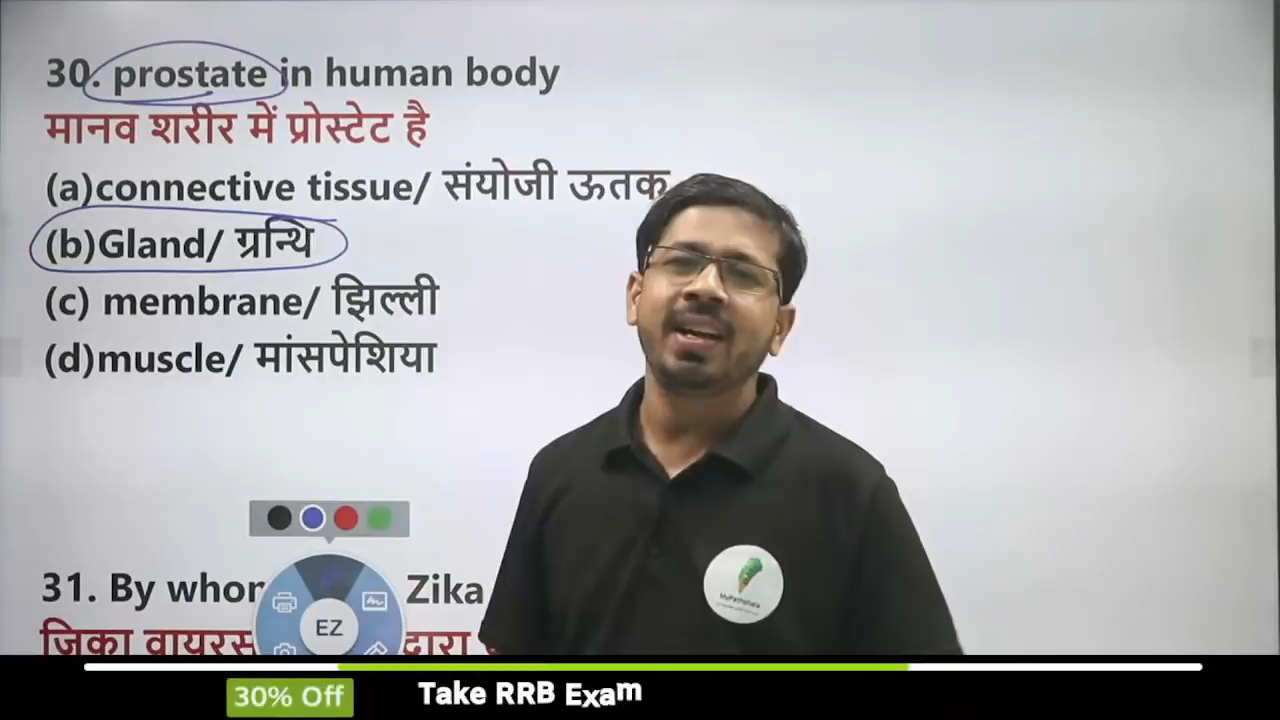 30. prostate in human body
मानव शरीर में प्रोस्टेट है
(a)connective tissue/ संयोजी ऊतक
(b)Gland/ ग्रन्थि
(c) membrane/ झिल्ली
(d)muscle/ मांसपेशिया
31. By Zika
जिका वायरस द्वारा
EZ
30% Off Take RRB Exam